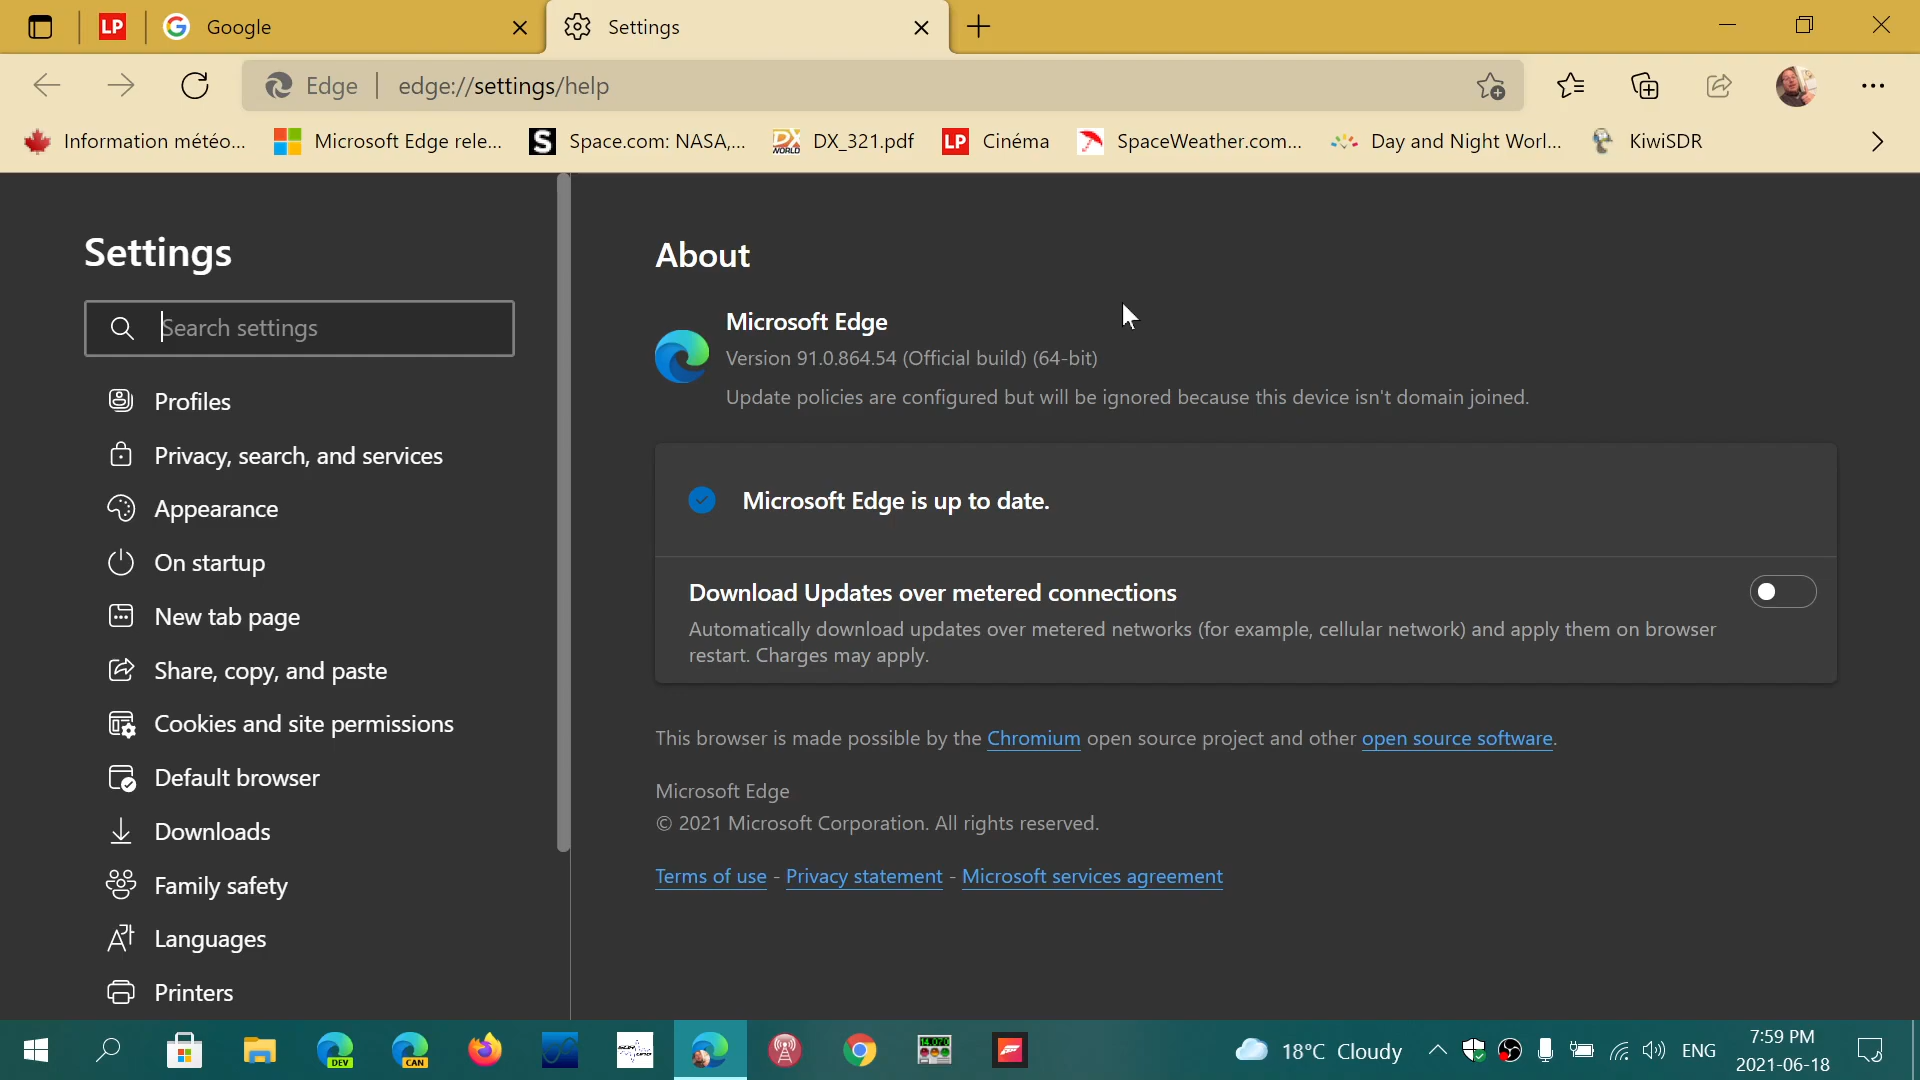 LP
Google
Settings
Edge
edge://settings/help
Information météo...
Microsoft Edge rele...
S
Space.com: NASA,...
DX
WORLD
DX_321.pdf
LP
Cinéma
SpaceWeather.com...
Day and Night Worl...
KiwiSDR
Settings
Search settings
Profiles
Privacy, search, and services
Appearance
On startup
New tab page
Share, copy, and paste
Cookies and site permissions
Default browser
Downloads
Family safety
Languages
Printers
About
Microsoft Edge
Version 91.0.864.54 (Official build) (64-bit)
Update policies are configured but will be ignored because this device isn't domain joined.
Microsoft Edge is up to date.
Download Updates over metered connections
Automatically download updates over metered networks (for example, cellular network) and apply them on browser
restart. Charges may apply.
This browser is made possible by the Chromium open source project and other open source software.
Microsoft Edge
© 2021 Microsoft Corporation. All rights reserved.
Terms of use - Privacy statement - Microsoft services agreement
DEV
CAN
18°C Cloudy
ENG
7:59 PM
2021-06-18